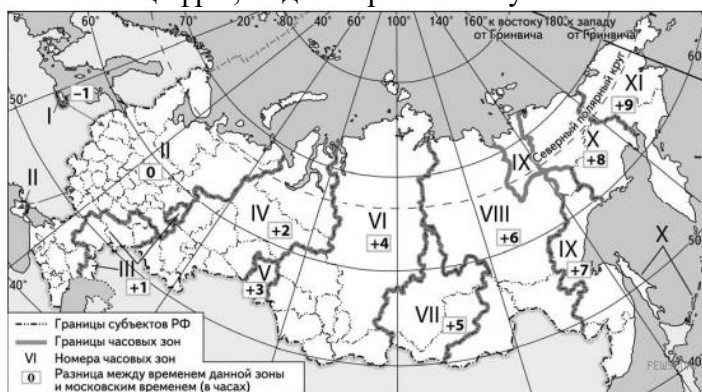 20° 40° 60° 80° 100° 120° 140° 160° к востоку от Гринвича 180° к западу от Гринвича
60°
50°
I
-1
II
II
0
III
+1
IV
+2
V
+3
VI
+4
VII
+5
VIII
+6
IX
IX
+7
X
+8
XI
+9
X
Северный полярный круг
60°
50°
40°
40°
Границы субъектов РФ
Границы часовых зон
VI Номера часовых зон
0 Разница между временем данной зоны
и московским временем (в часах)